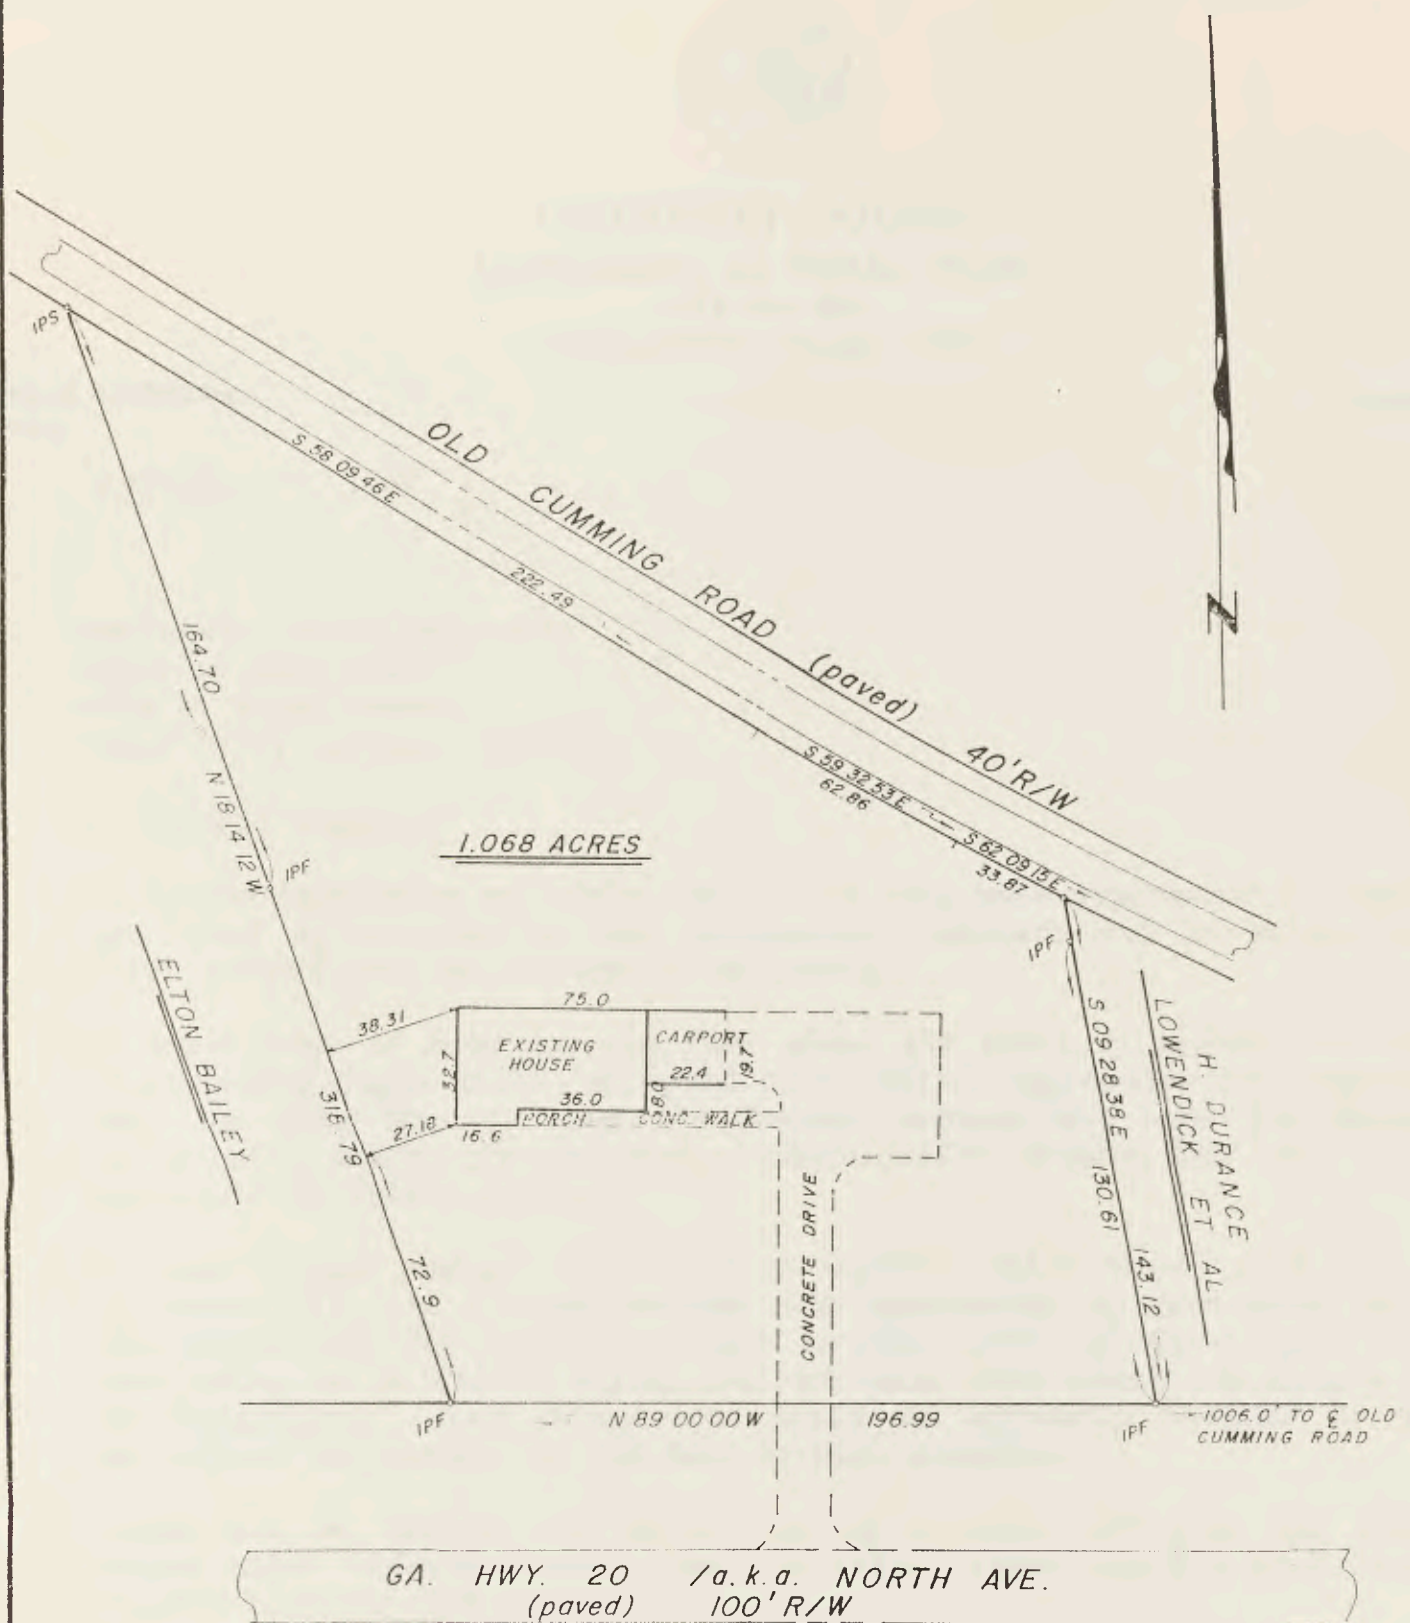 IPS
OLD CUMMING ROAD (paved) 40' R/W
S 58 09 46 E
222.49
164.70
N 18 14 12 W
IPF
S 59 32 53 E
62.86
S 62 09 13 E
33.87
1.068 ACRES
IPF
ELTON BAILEY
38.31
75.0
EXISTING
HOUSE
CARPORT
32.7
22.4
19.7
36.0
8.0
PORCH
CONC. WALK
27.18
16.6
318.79
72.9
CONCRETE DRIVE
S 09 28 38 E
130.61
143.12
H. DURANCE
LOWENDICK ET AL
N
IPF
N 89 00 00 W
196.99
IPF
1006.0' TO ℄ OLD
CUMMING ROAD
GA. HWY. 20 /a.k.a. NORTH AVE.
(paved) 100' R/W